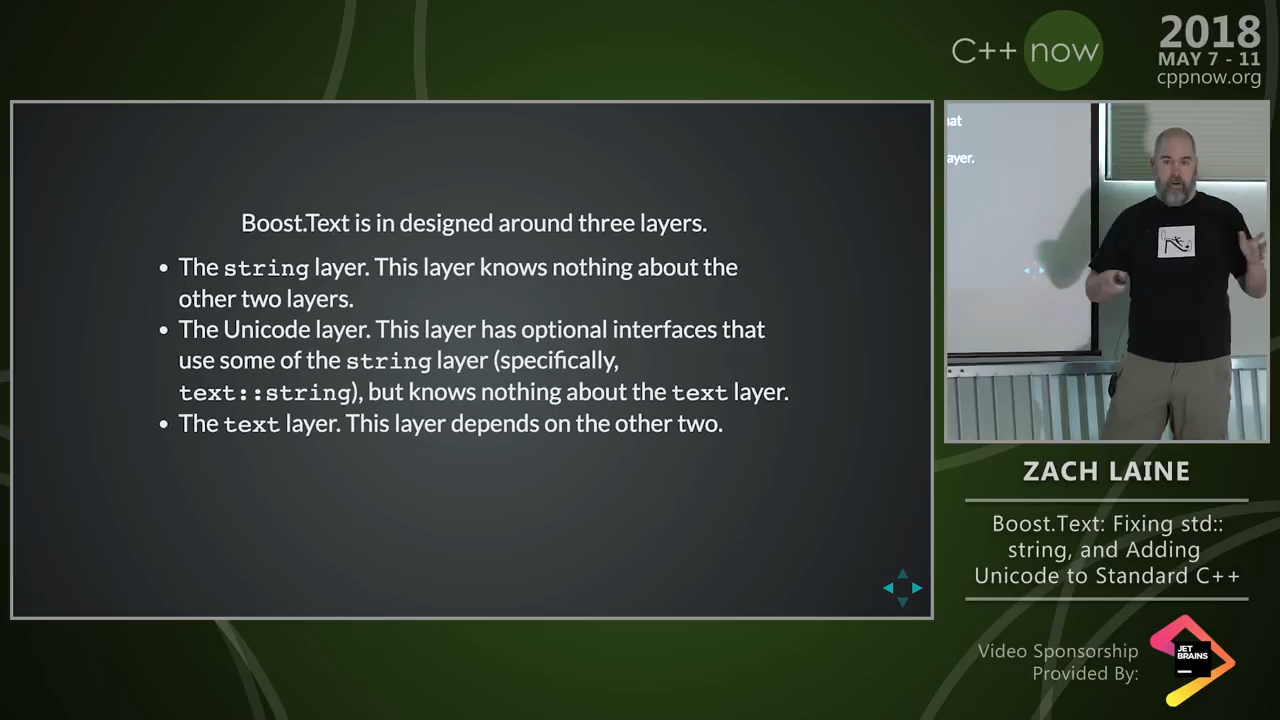 C++ now
2018
MAY 7 - 11
cppnow.org
Boost.Text is in designed around three layers.
• The string layer. This layer knows nothing about the
other two layers.
• The Unicode layer. This layer has optional interfaces that
use some of the string layer (specifically,
text::string), but knows nothing about the text layer.
• The text layer. This layer depends on the other two.
ayer.
ZACH LAINE
Boost.Text: Fixing std::
string, and Adding
Unicode to Standard C++
Video Sponsorship
Provided By:
JET
BRAINS